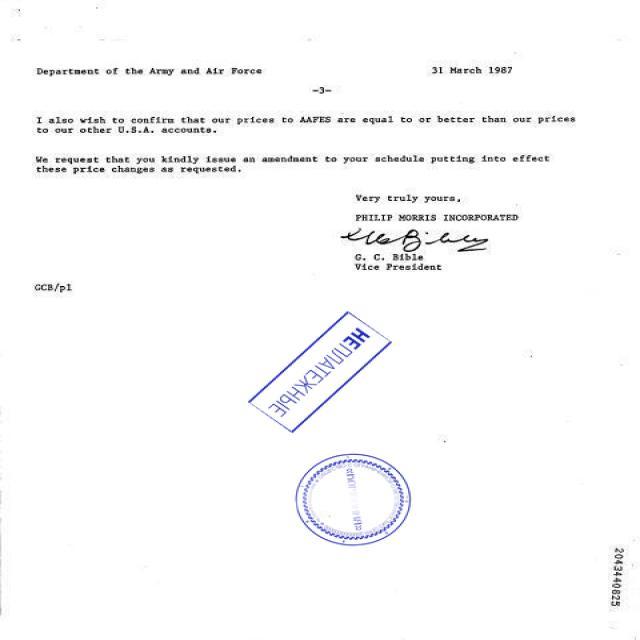 Department of the Army and Air Force 31 March 1987
-3-
I also wish to confirm that our prices to AAFES are equal to or better than our prices
to our other U.S.A. accounts.
We request that you kindly issue an amendment to your schedule putting into effect
these price changes as requested.
Very truly yours,
PHILIP MORRIS INCORPORATED
G. C. Bible
Vice President
GCB/pl
НЕПЛАТЕЖНЫЕ
2043440825